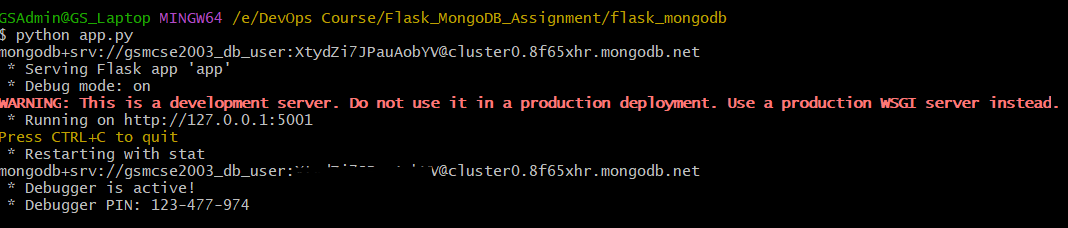 GSAdmin@GS_Laptop MINGW64 /e/DevOps Course/Flask_MongoDB_Assignment/flask_mongodb
$ python app.py
mongodb+srv://gsmcse2003_db_user:XtydZi7JPauAobYV@cluster0.8f65xhr.mongodb.net
* Serving Flask app 'app'
* Debug mode: on
WARNING: This is a development server. Do not use it in a production deployment. Use a production WSGI server instead.
* Running on http://127.0.0.1:5001
Press CTRL+C to quit
* Restarting with stat
mongodb+srv://gsmcse2003_db_user: V@cluster0.8f65xhr.mongodb.net
* Debugger is active!
* Debugger PIN: 123-477-974